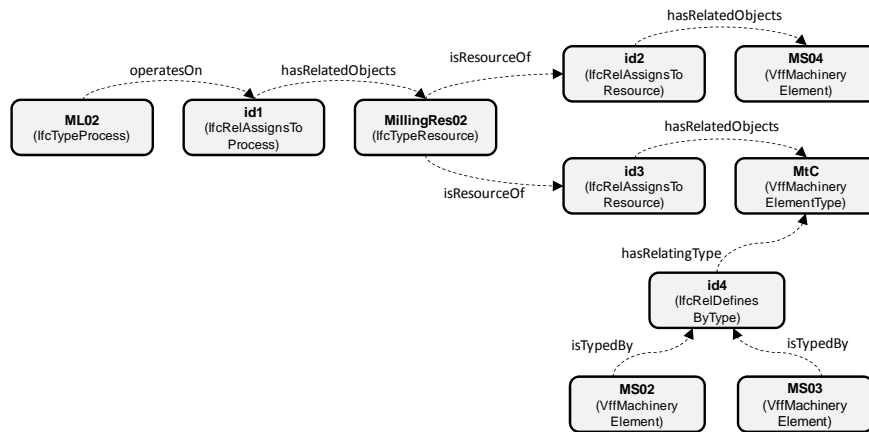 hasRelatedObjects
id2
(IfcRelAssignsTo
Resource)
MS04
(VffMachinery
Element)
isResourceOf
operatesOn
hasRelatedObjects
ML02
(IfcTypeProcess)
id1
(IfcRelAssignsTo
Process)
MillingRes02
(IfcTypeResource)
hasRelatedObjects
isResourceOf
id3
(IfcRelAssignsTo
Resource)
MtC
(VffMachinery
ElementType)
hasRelatingType
id4
(IfcRelDefines
ByType)
isTypedBy
isTypedBy
MS02
(VffMachinery
Element)
MS03
(VffMachinery
Element)